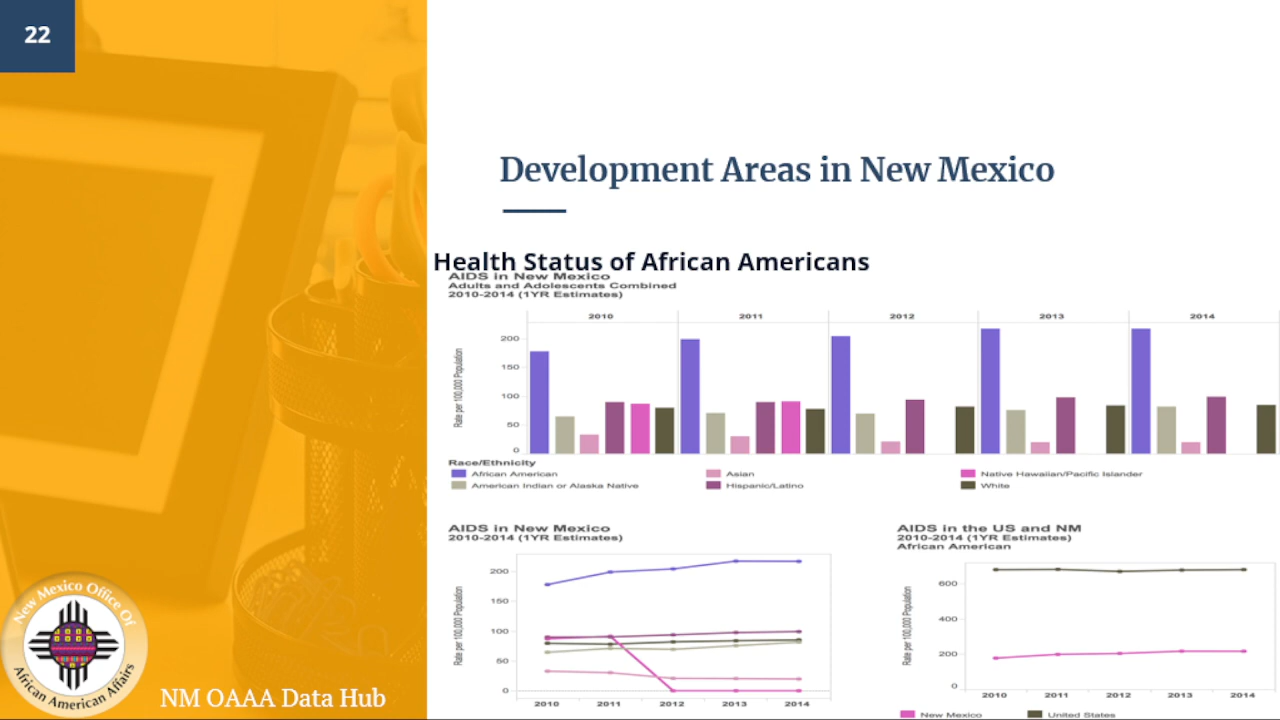 22
Development Areas in New Mexico
Health Status of African Americans
AIDS in New Mexico
Adults and Adolescents Combined
2010-2014 (1YR Estimates)
2010 2011 2012 2013 2014
Rate per 100,000 Population
200
150
100
50
0
Race/Ethnicity
African American Asian Native Hawaiian/Pacific Islander
American Indian or Alaska Native Hispanic/Latino White
AIDS in New Mexico
2010-2014 (1YR Estimates)
Rate per 100,000 Population
200
150
100
50
0
2010 2011 2012 2013 2014
AIDS in the US and NM
2010-2014 (1YR Estimates)
African American
Rate per 100,000 Population
600
400
200
0
2010 2011 2012 2013 2014
New Mexico United States
New Mexico Office Of
African American Affairs
NM OAAA Data Hub